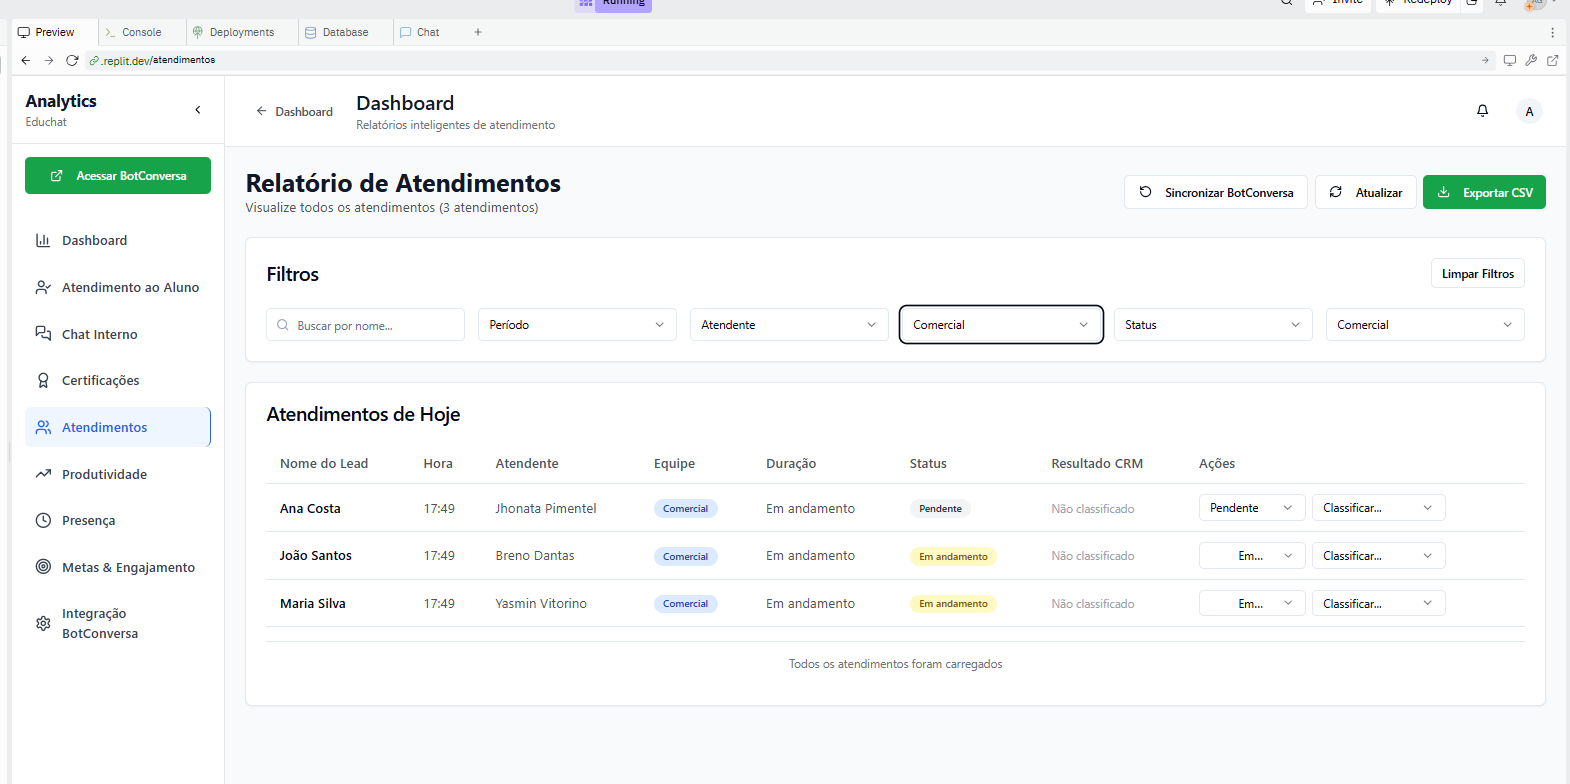 Running
Invite
Redeploy
Preview
Console
Deployments
Database
Chat
.replit.dev/atendimentos
Analytics
Educhat
Acessar BotConversa
Dashboard
Atendimento ao Aluno
Chat Interno
Certificações
Atendimentos
Produtividade
Presença
Metas & Engajamento
Integração
BotConversa
Dashboard
Dashboard
Relatórios inteligentes de atendimento
A
Relatório de Atendimentos
Visualize todos os atendimentos (3 atendimentos)
Sincronizar BotConversa
Atualizar
Exportar CSV
Filtros
Limpar Filtros
Buscar por nome...
Período
Atendente
Comercial
Status
Comercial
Atendimentos de Hoje
Nome do Lead Hora Atendente Equipe Duração Status Resultado CRM Ações
Ana Costa 17:49 Jhonata Pimentel Comercial Em andamento Pendente Não classificado Pendente Classificar...
João Santos 17:49 Breno Dantas Comercial Em andamento Em andamento Não classificado Em... Classificar...
Maria Silva 17:49 Yasmin Vitorino Comercial Em andamento Em andamento Não classificado Em... Classificar...
Todos os atendimentos foram carregados